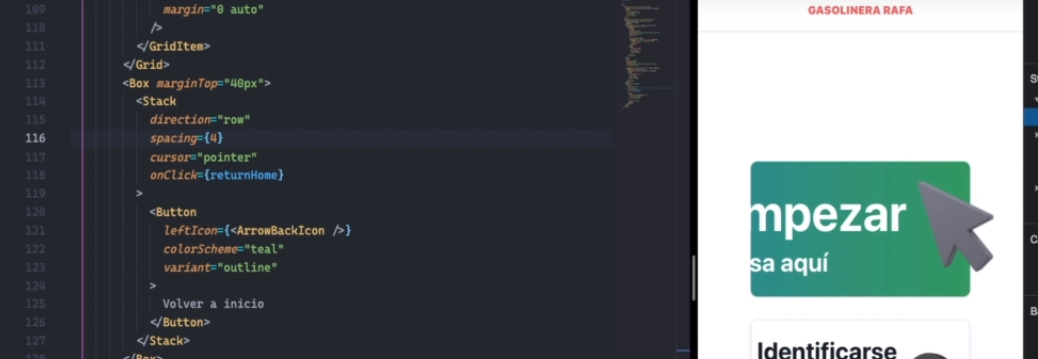 109 margin="0 auto"
110 />
111 </GridItem>
112 </Grid>
113 <Box marginTop="40px">
114 <Stack
115 direction="row"
116 spacing={4}
117 cursor="pointer"
118 onClick={returnHome}
119 >
120 <Button
121 leftIcon={<ArrowBackIcon />}
122 colorScheme="teal"
123 variant="outline"
124 >
125 Volver a inicio
126 </Button>
127 </Stack>
128 </Box>
GASOLINERA RAFA
mpezar
sa aquí
Identificarse